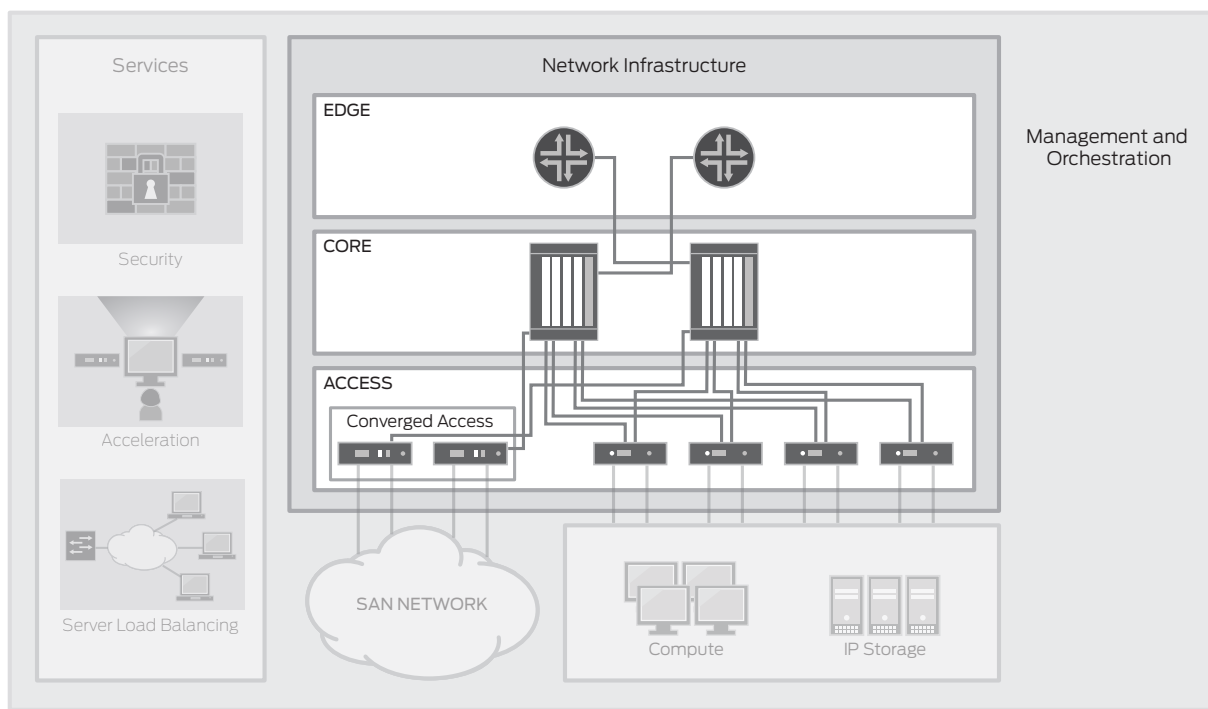 Services
Security
Acceleration
Server Load Balancing
Network Infrastructure
EDGE
CORE
ACCESS
Converged Access
SAN NETWORK
Compute
IP Storage
Management and
Orchestration